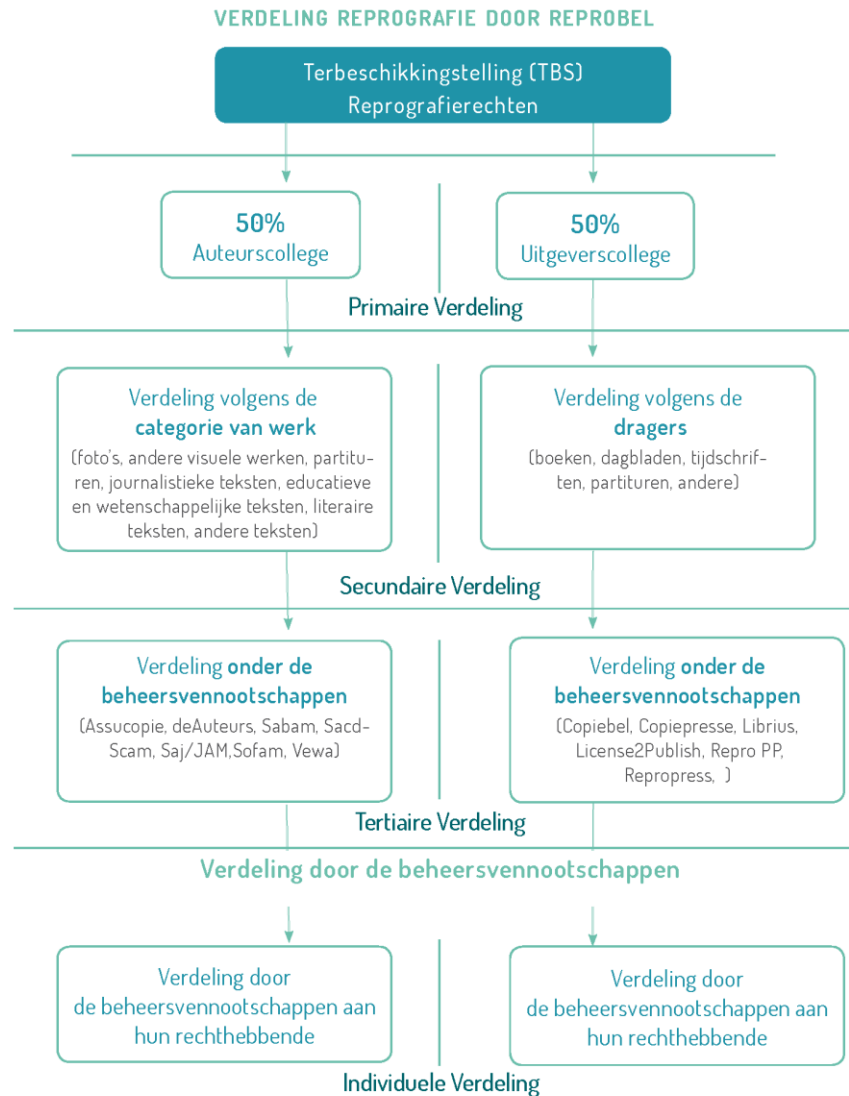 VERDELING REPROGRAFIE DOOR REPROBEL
Terbeschikkingstelling (TBS)
Reprografierechten
50%
Auteurscollege
50%
Uitgeverscollege
Primaire Verdeling
Verdeling volgens de
categorie van werk
(foto's, andere visuele werken, partitu-
ren, journalistieke teksten, educatieve
en wetenschappelijke teksten, literaire
teksten, andere teksten)
Verdeling volgens de
dragers
(boeken, dagbladen, tijdschrif-
ten, partituren, andere)
Secundaire Verdeling
Verdeling onder de
beheersvennootschappen
(Assucopie, deAuteurs, Sabam, Sacd-
Scam, Saj/JAM,Sofam, Vewa)
Verdeling onder de
beheersvennootschappen
(Copiebel, Copiepresse, Librius,
License2Publish, Repro PP,
Repropress,  )
Tertiaire Verdeling
Verdeling door de beheersvennootschappen
Verdeling door
de beheersvennootschappen aan
hun rechthebbende
Verdeling door
de beheersvennootschappen aan
hun rechthebbende
Individuele Verdeling